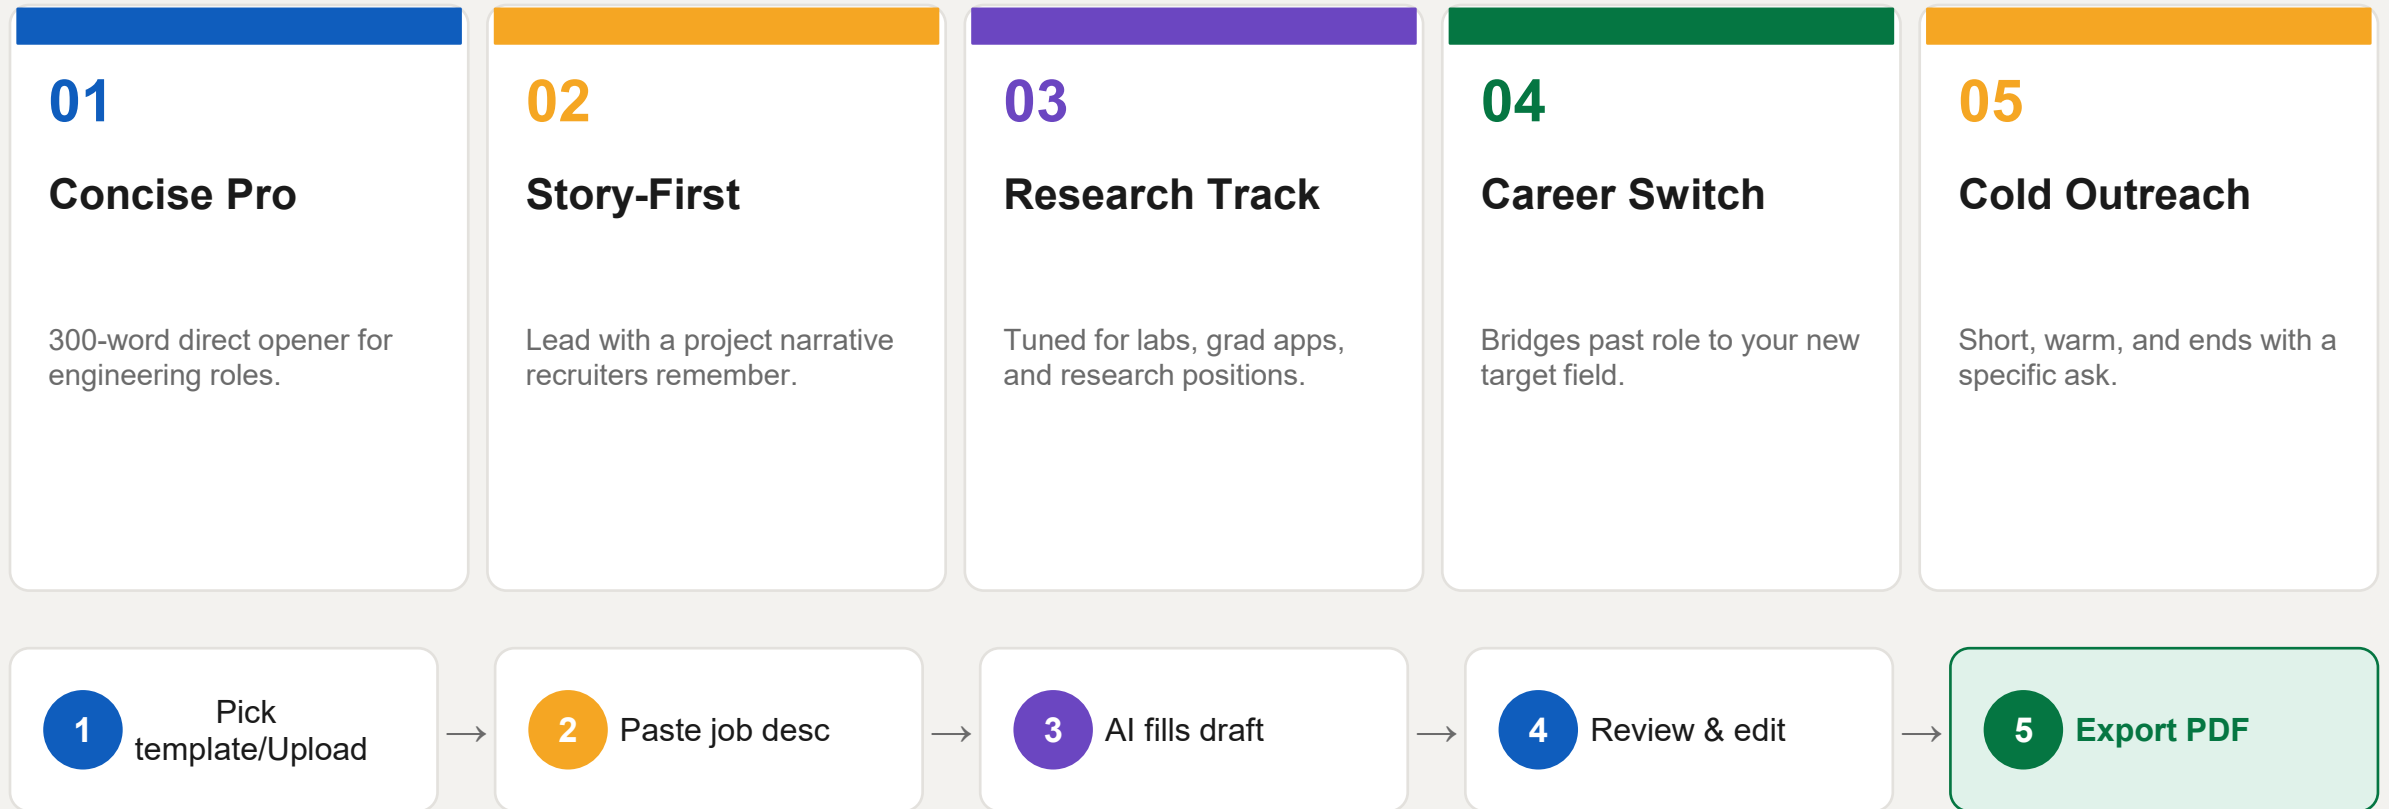 01
Concise Pro
300-word direct opener for
engineering roles.
02
Story-First
Lead with a project narrative
recruiters remember.
03
Research Track
Tuned for labs, grad apps,
and research positions.
04
Career Switch
Bridges past role to your new
target field.
05
Cold Outreach
Short, warm, and ends with a
specific ask.
1
Pick
template/Upload
→
2
Paste job desc
→
3
AI fills draft
→
4
Review & edit
→
5
Export PDF